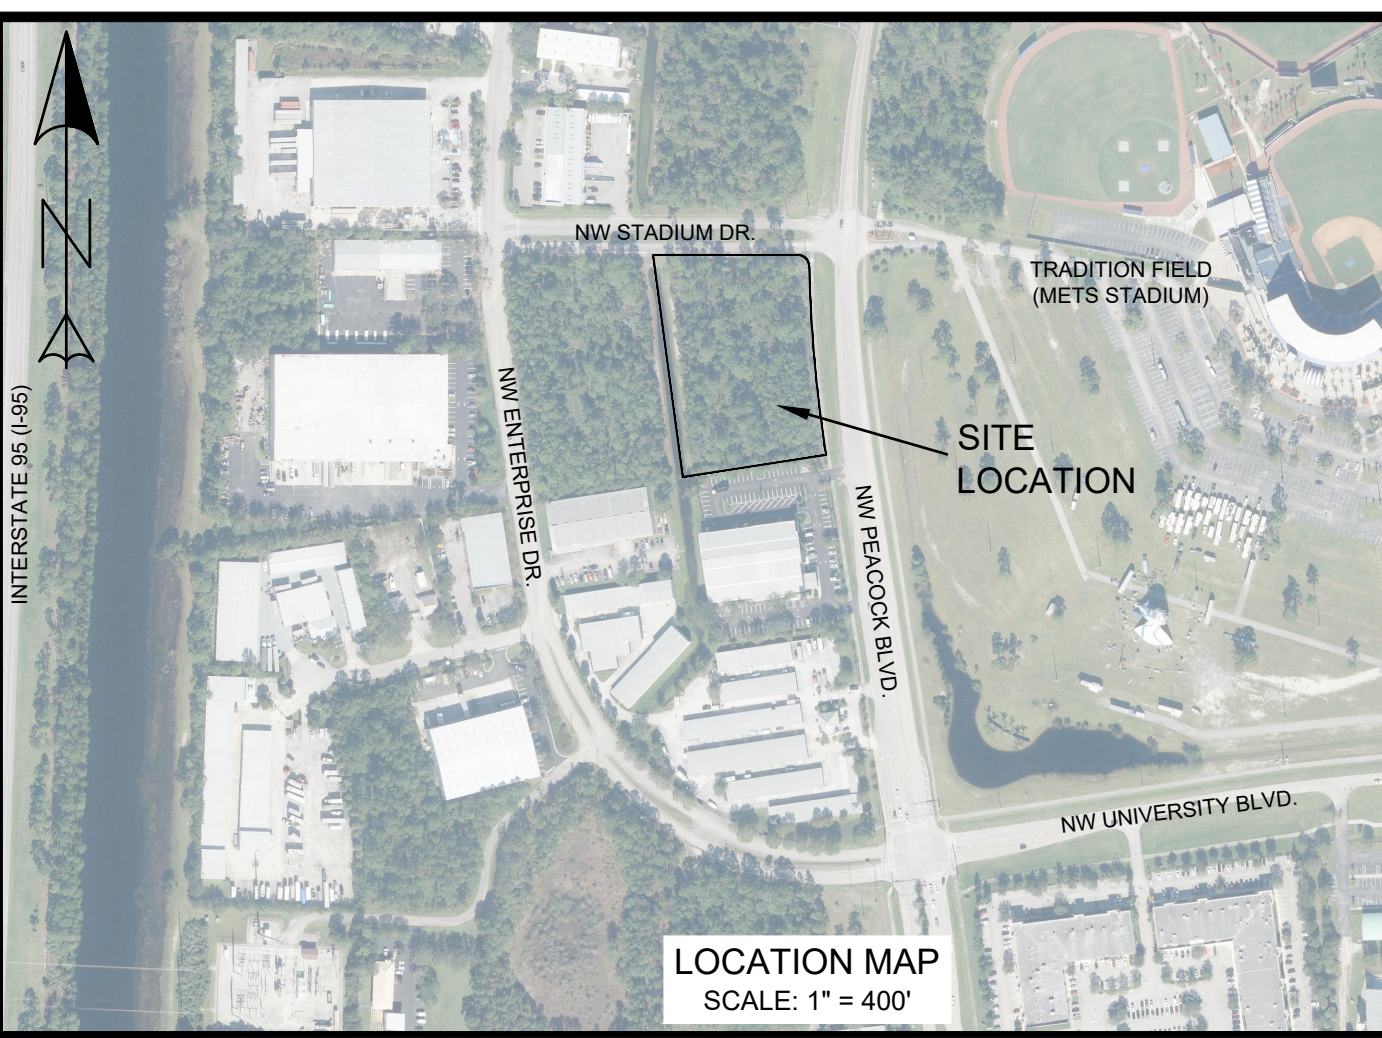 N
NW STADIUM DR.
TRADITION FIELD
(METS STADIUM)
INTERSTATE 95 (I-95)
NW ENTERPRISE DR.
SITE
LOCATION
NW PEACOCK BLVD.
NW UNIVERSITY BLVD.
LOCATION MAP
SCALE: 1" = 400'